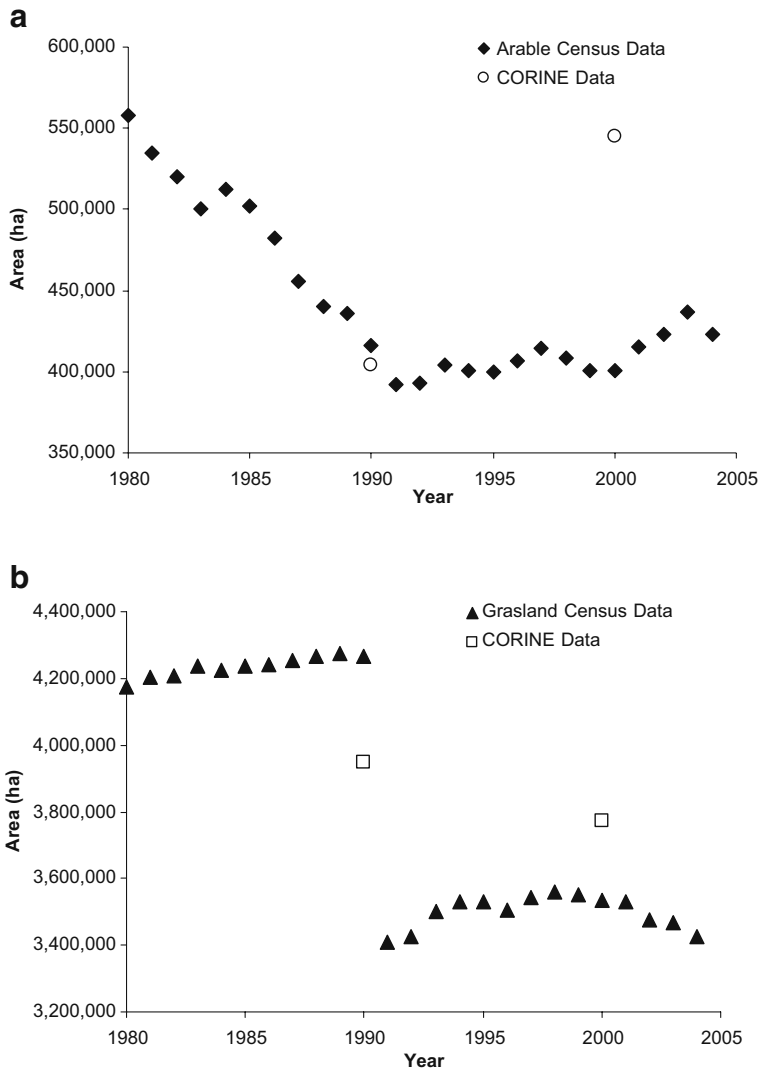 a
600,000
◆ Arable Census Data
○ CORINE Data
550,000
500,000
450,000
400,000
350,000
Area (ha)
1980 1985 1990 1995 2000 2005
Year
b
4,400,000
▲ Grasland Census Data
□ CORINE Data
4,200,000
4,000,000
3,800,000
3,600,000
3,400,000
3,200,000
Area (ha)
1980 1985 1990 1995 2000 2005
Year